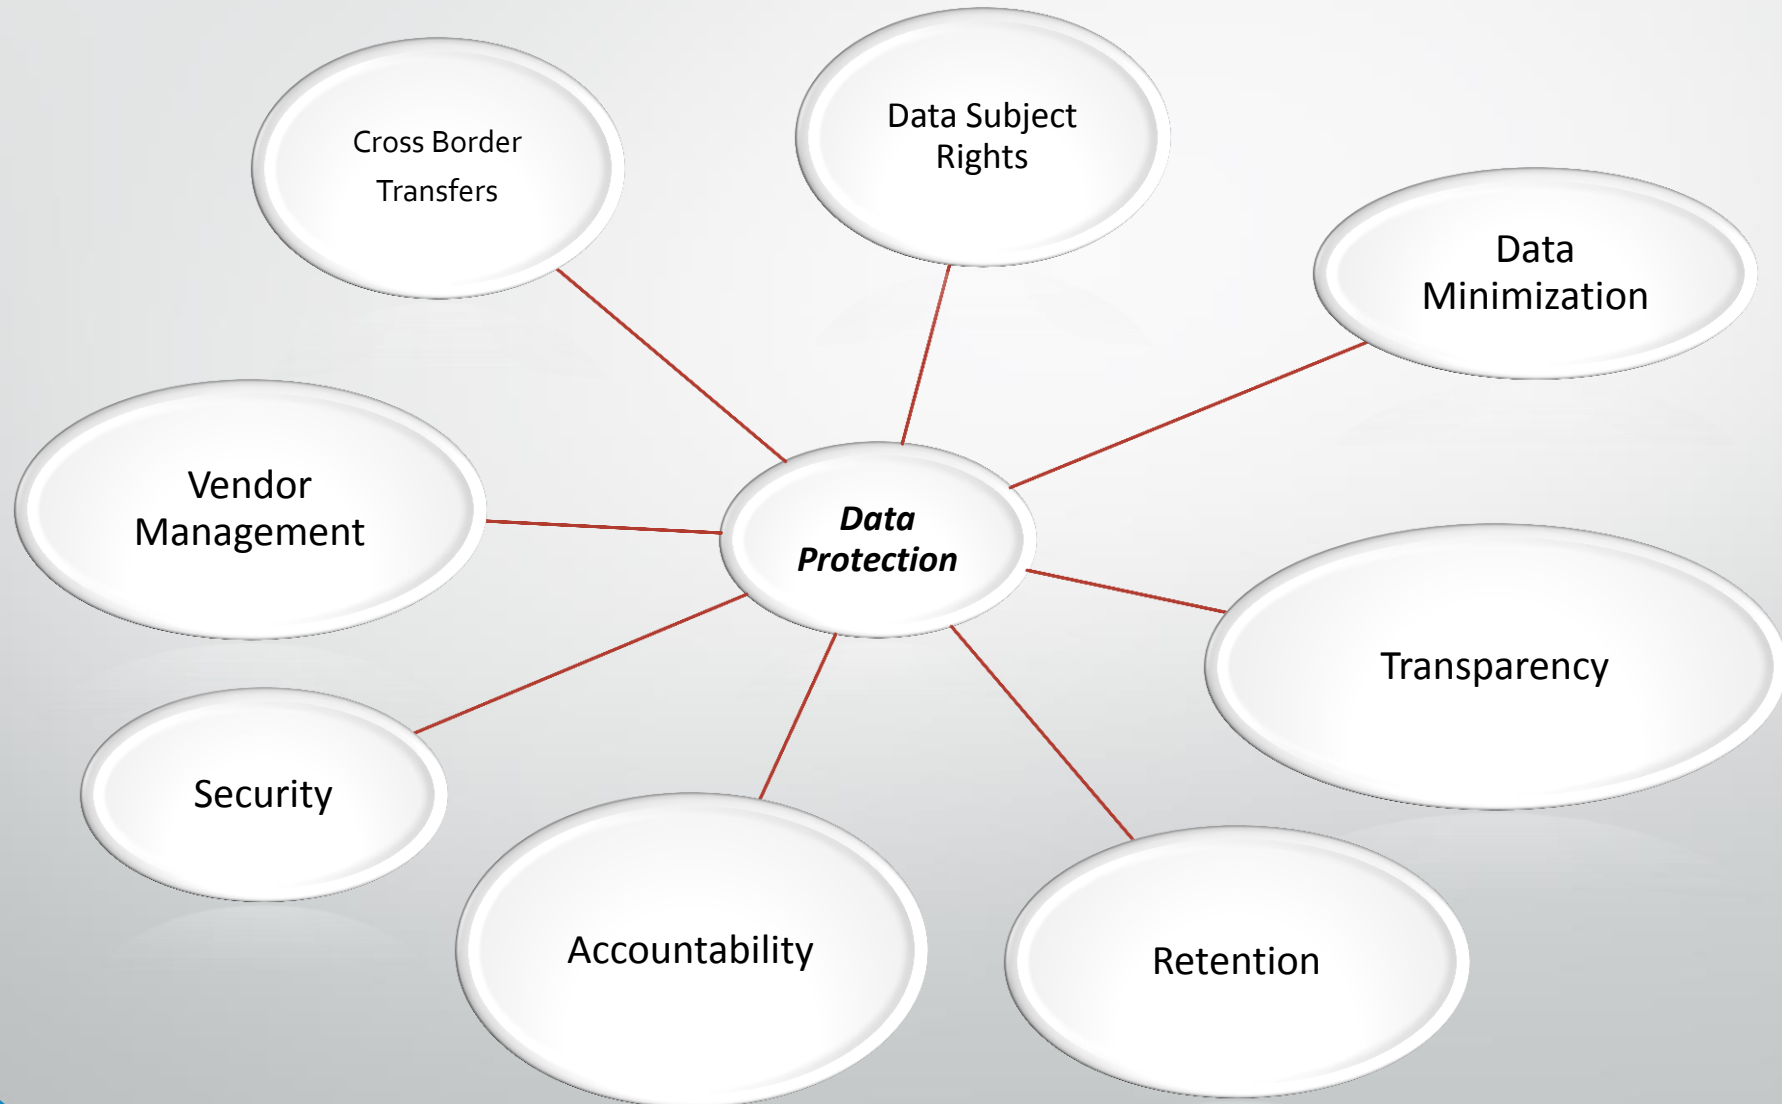 Cross Border
Transfers
Data Subject
Rights
Data
Minimization
Vendor
Management
Data
Protection
Transparency
Security
Accountability
Retention